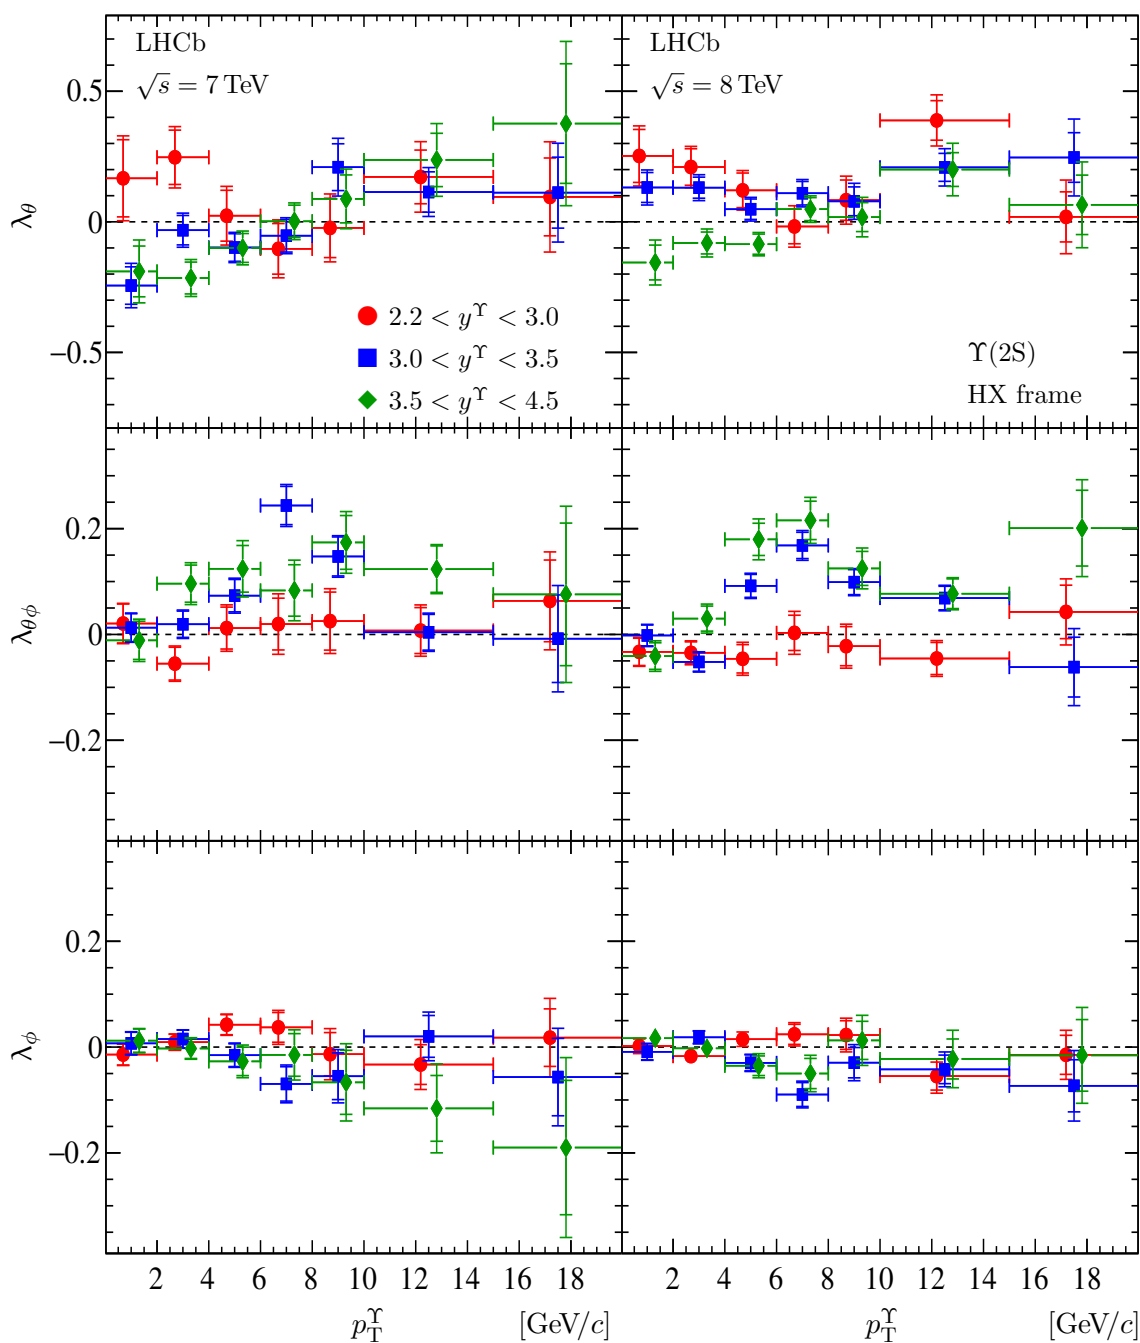 LHCb
√s = 7 TeV
LHCb
√s = 8 TeV
λθ
0.5
0
−0.5
2.2 < y^Υ < 3.0
3.0 < y^Υ < 3.5
3.5 < y^Υ < 4.5
Υ(2S)
HX frame
λθϕ
0.2
0
−0.2
λϕ
0.2
0
−0.2
2 4 6 8 10 12 14 16 18 2 4 6 8 10 12 14 16 18
p_T^Υ [GeV/c] p_T^Υ [GeV/c]